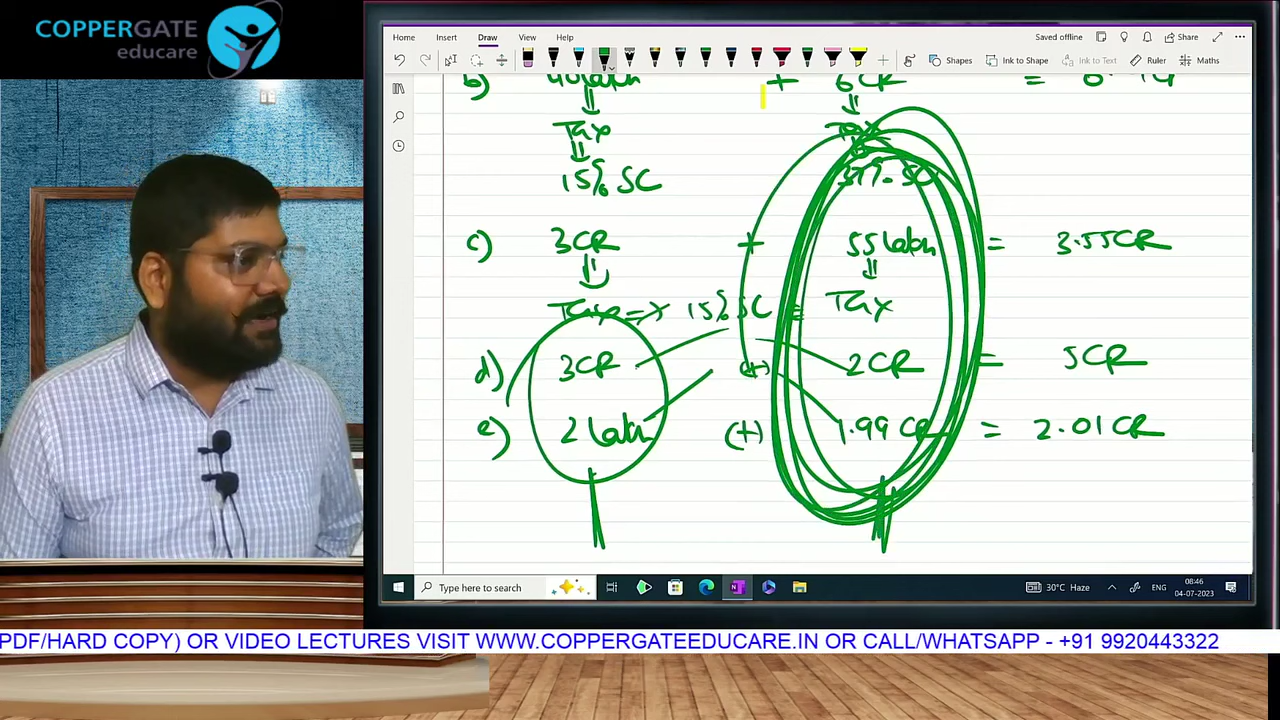 COPPERGATE
educare
Home Insert Draw View Help
Saved offline Share
Shapes Ink to Shape Ink to Text Ruler Maths
b) + 6CR =
Tax Tax
15% SC 37% SC
c) 3CR + 55 lakh = 3.55CR
Tax => 15% SC = Tax
d) 3CR (+) 2CR = 5CR
e) 2 lakh (+) 1.99 CR = 2.01CR
Type here to search
30°C Haze ENG 08:46
04-07-2023
PDF/HARD COPY) OR VIDEO LECTURES VISIT WWW.COPPERGATEEDUCARE.IN OR CALL/WHATSAPP - +91 9920443322